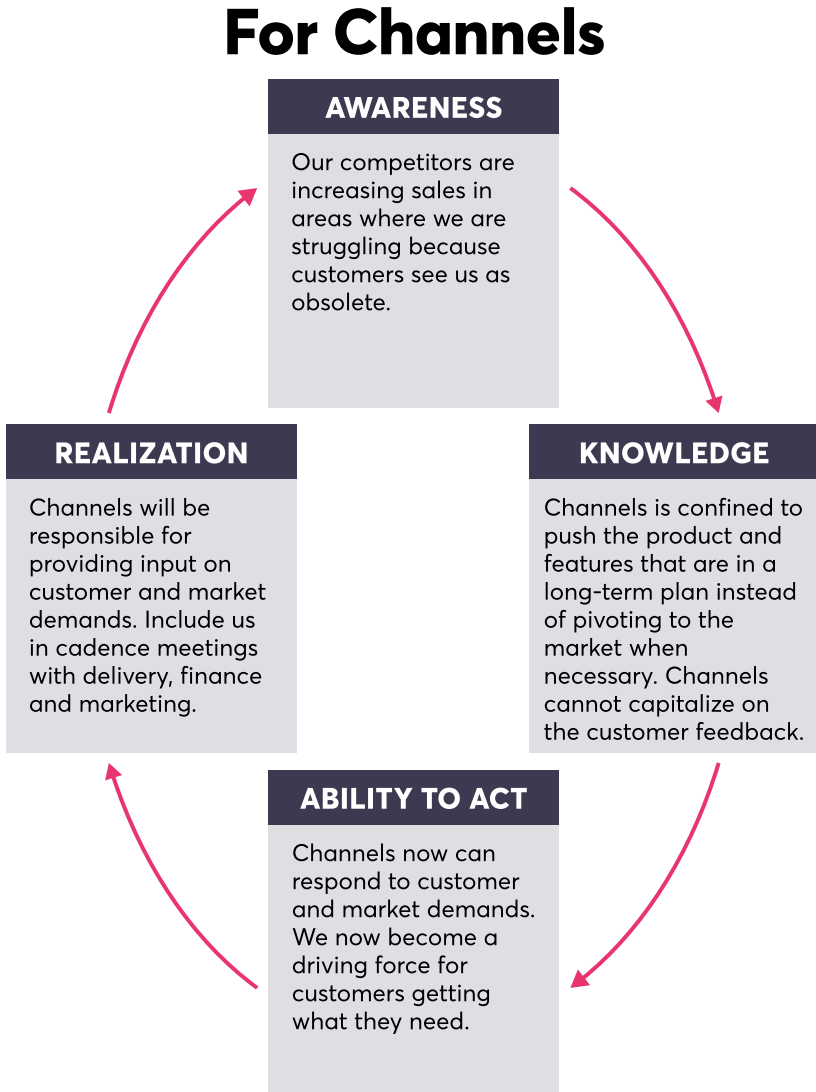 For Channels
AWARENESS
Our competitors are
increasing sales in
areas where we are
struggling because
customers see us as
obsolete.
KNOWLEDGE
Channels is confined to
push the product and
features that are in a
long-term plan instead
of pivoting to the
market when
necessary. Channels
cannot capitalize on
the customer feedback.
ABILITY TO ACT
Channels now can
respond to customer
and market demands.
We now become a
driving force for
customers getting
what they need.
REALIZATION
Channels will be
responsible for
providing input on
customer and market
demands. Include us
in cadence meetings
with delivery, finance
and marketing.